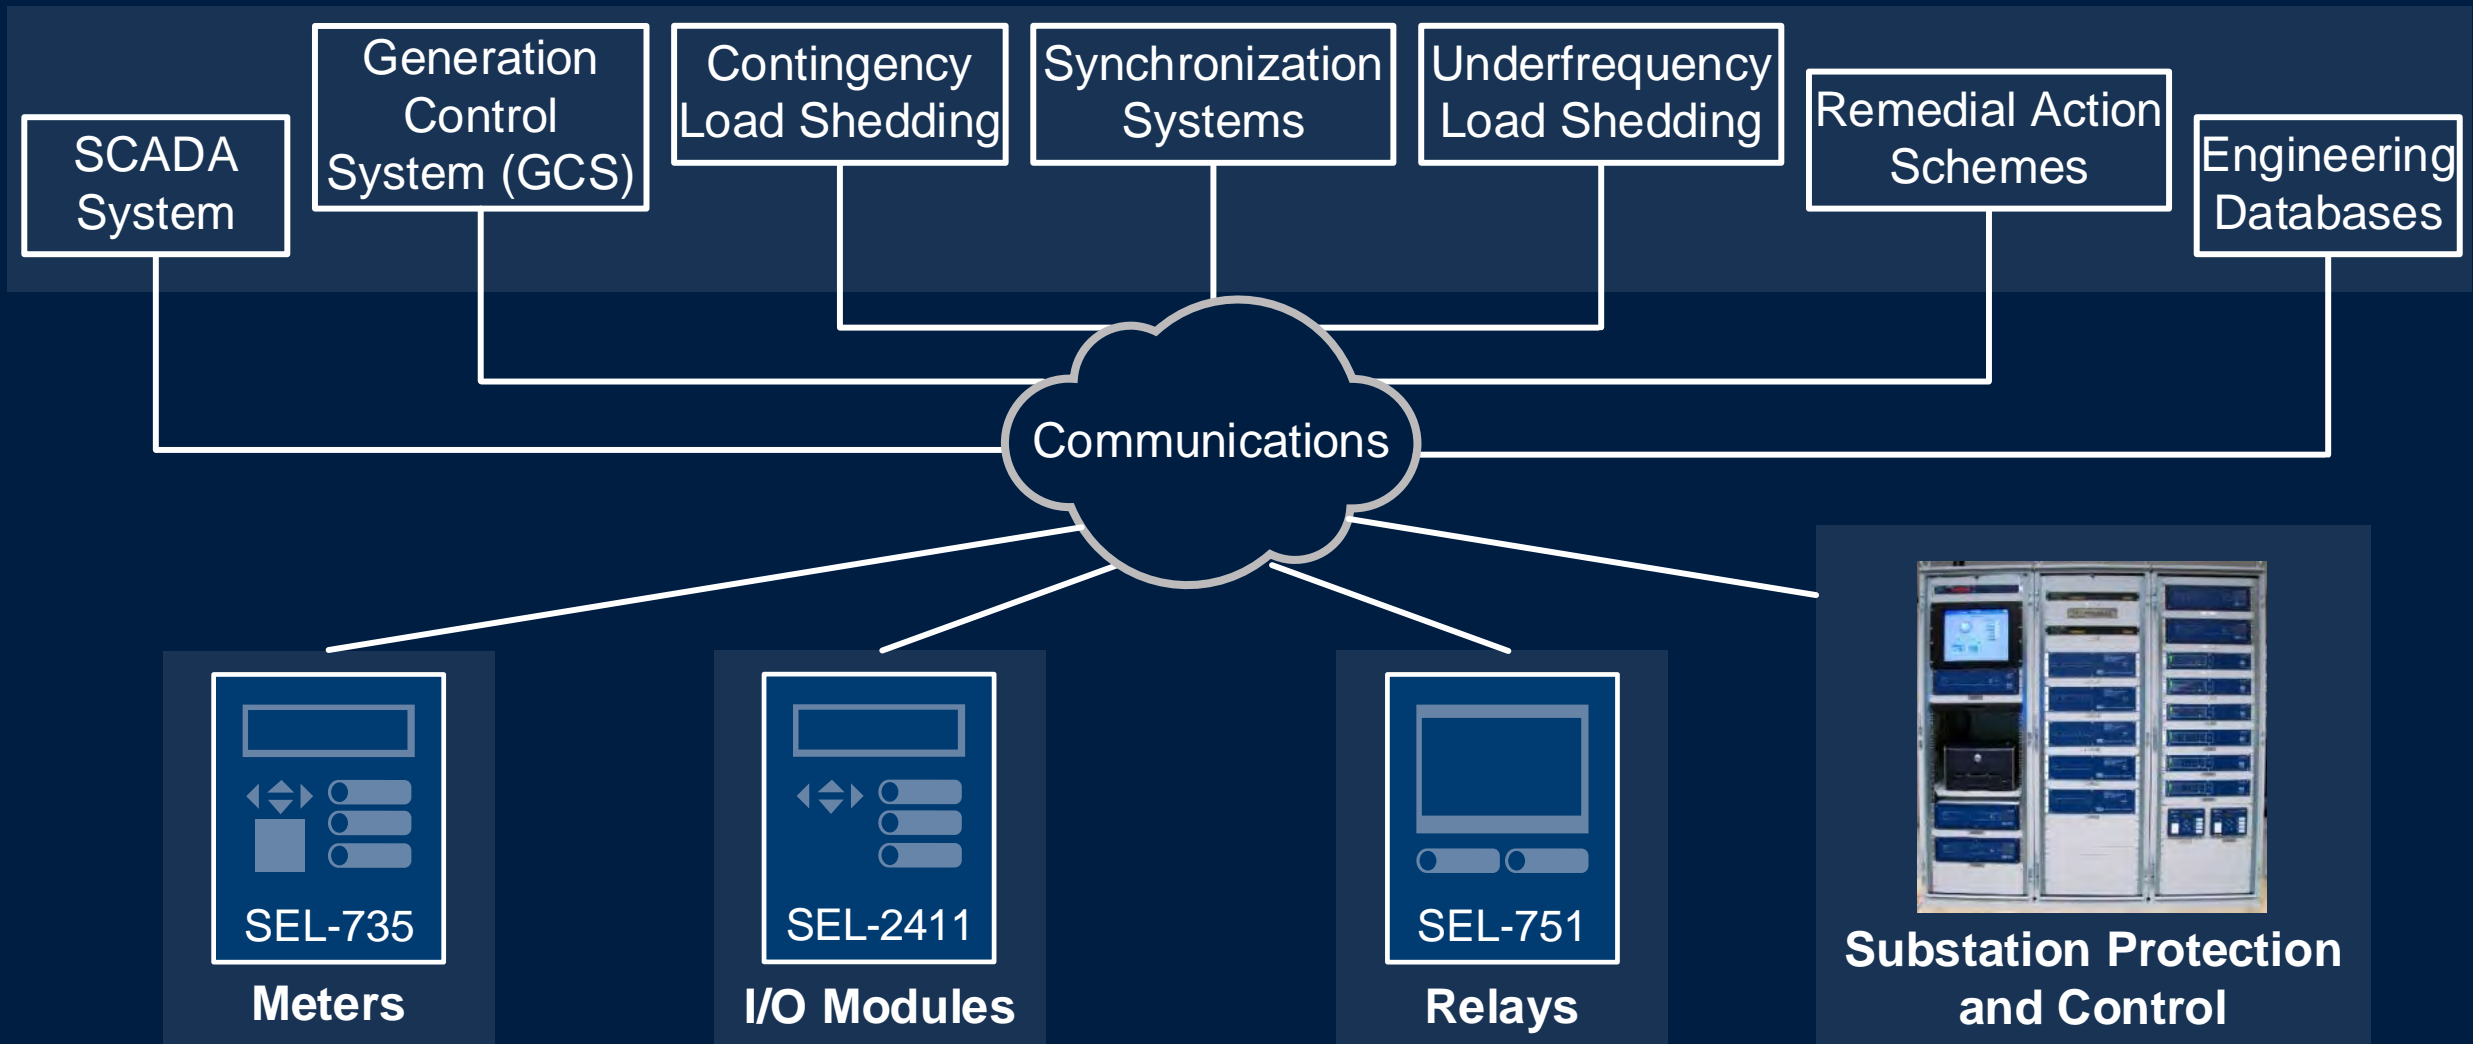 SCADA
System
Generation
Control
System (GCS)
Contingency
Load Shedding
Synchronization
Systems
Underfrequency
Load Shedding
Remedial Action
Schemes
Engineering
Databases
Communications
SEL-735
Meters
SEL-2411
I/O Modules
SEL-751
Relays
Substation Protection
and Control